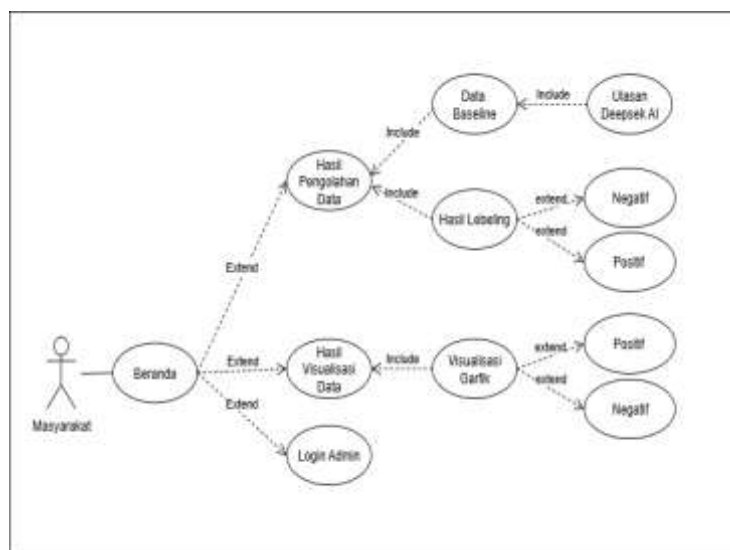 Data
Baseline
Include
Ulasan
Deepsek AI
Include
Hasil
Pengolahan
Data
Include
Hasil Lebeling
extend.
Negatif
extend
Positif
Extend
Masyarakat
Beranda
Extend
Hasil
Visualisasi
Data
Include
Visualisasi
Garfik
extend.
Positif
extend
Negatif
Extend
Login Admin